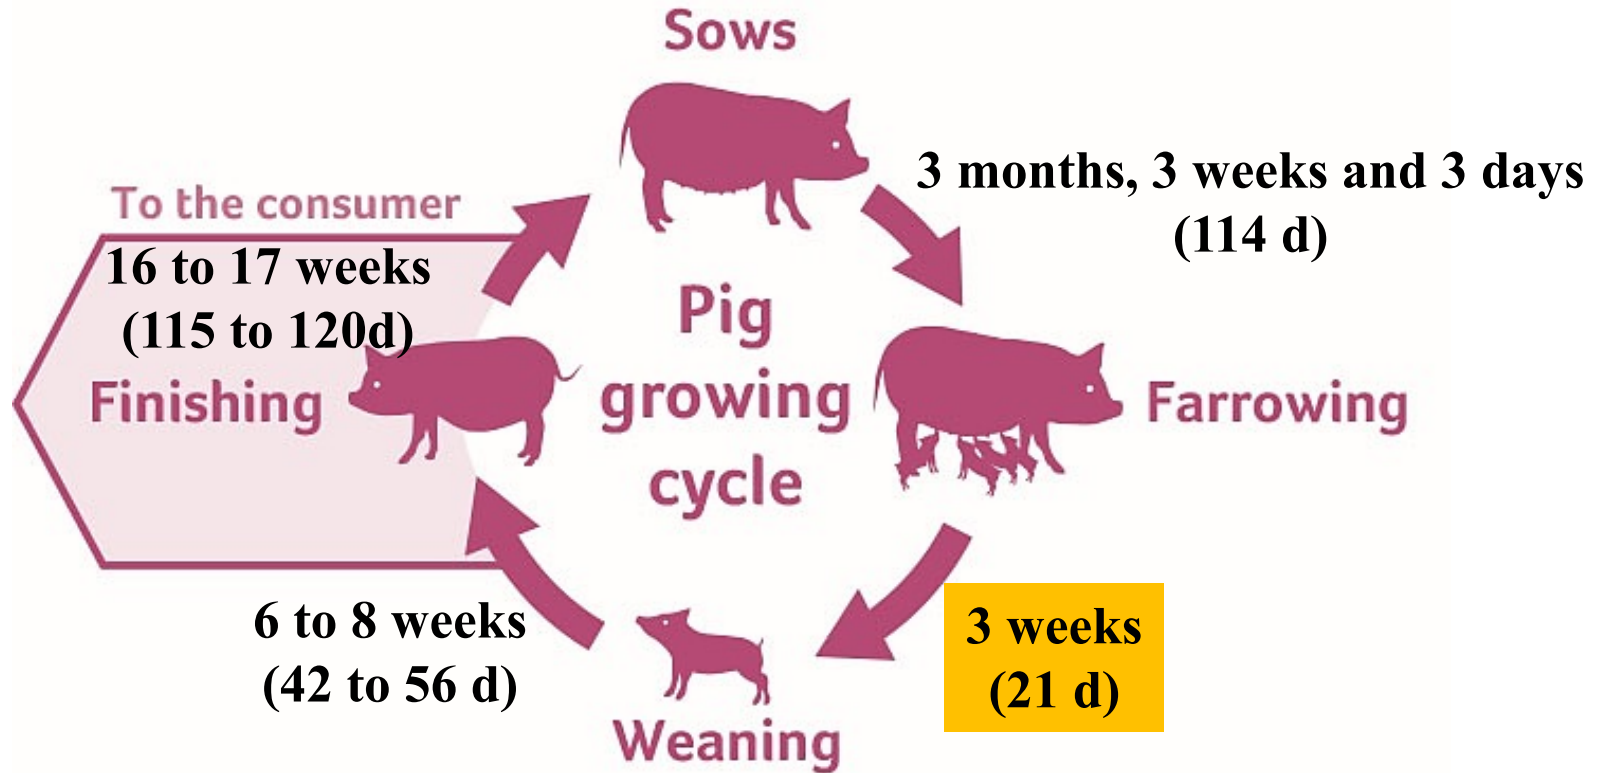 Sows
3 months, 3 weeks and 3 days
(114 d)
To the consumer
16 to 17 weeks
(115 to 120d)
Finishing
Pig
growing
cycle
Farrowing
6 to 8 weeks
(42 to 56 d)
3 weeks
(21 d)
Weaning